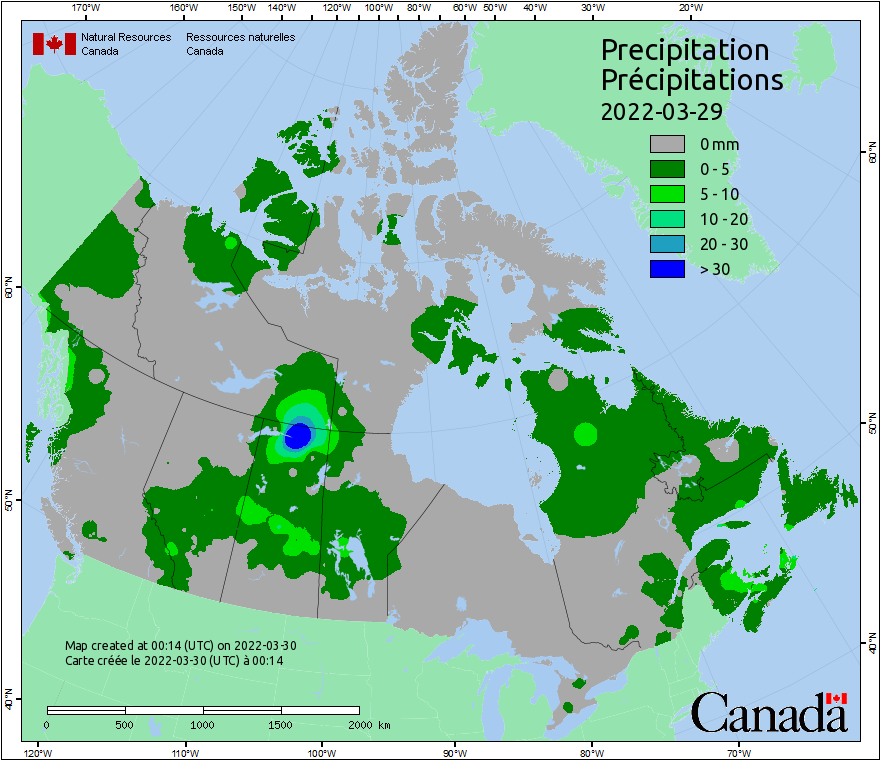 170°W 160°W 150°W 140°W 130°W 120°W 110°W 100°W 90°W 80°W 70°W 60°W 50°W 40°W 30°W 20°W
Natural Resources Canada
Ressources naturelles Canada
Precipitation
Précipitations
2022-03-29
0 mm
0 - 5
5 - 10
10 - 20
20 - 30
> 30
60°N
50°N
40°N
60°N
50°N
40°N
Map created at 00:14 (UTC) on 2022-03-30
Carte créée le 2022-03-30 (UTC) à 00:14
0 500 1000 1500 2000 km
Canada
120°W 110°W 100°W 90°W 80°W 70°W